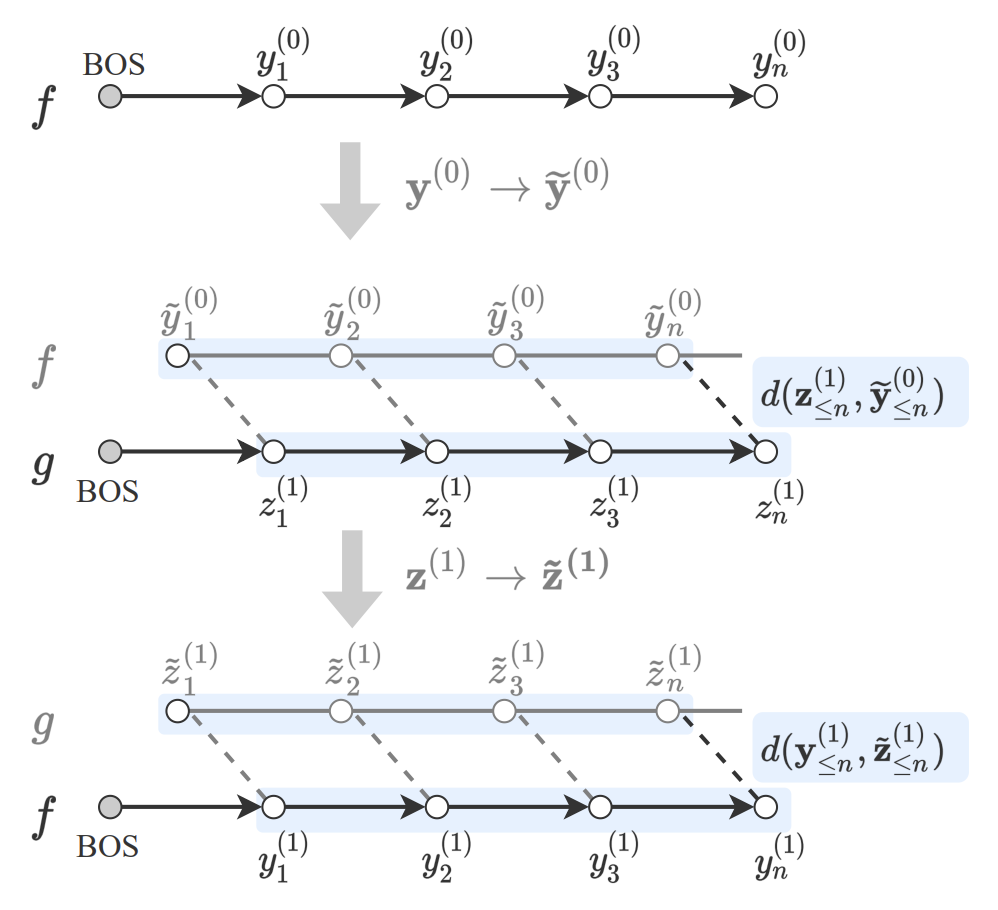 BOS $y_1^{(0)}$ $y_2^{(0)}$ $y_3^{(0)}$ $y_n^{(0)}$
$f$
$\mathbf{y}^{(0)} \rightarrow \widetilde{\mathbf{y}}^{(0)}$
$\tilde{y}_1^{(0)}$ $\tilde{y}_2^{(0)}$ $\tilde{y}_3^{(0)}$ $\tilde{y}_n^{(0)}$
$f$
$d(\mathbf{z}_{\leq n}^{(1)}, \widetilde{\mathbf{y}}_{\leq n}^{(0)})$
$g$
BOS $z_1^{(1)}$ $z_2^{(1)}$ $z_3^{(1)}$ $z_n^{(1)}$
$\mathbf{z}^{(1)} \rightarrow \tilde{\mathbf{z}}^{(1)}$
$\tilde{z}_1^{(1)}$ $\tilde{z}_2^{(1)}$ $\tilde{z}_3^{(1)}$ $\tilde{z}_n^{(1)}$
$g$
$d(\mathbf{y}_{\leq n}^{(1)}, \tilde{\mathbf{z}}_{\leq n}^{(1)})$
$f$
BOS $y_1^{(1)}$ $y_2^{(1)}$ $y_3^{(1)}$ $y_n^{(1)}$